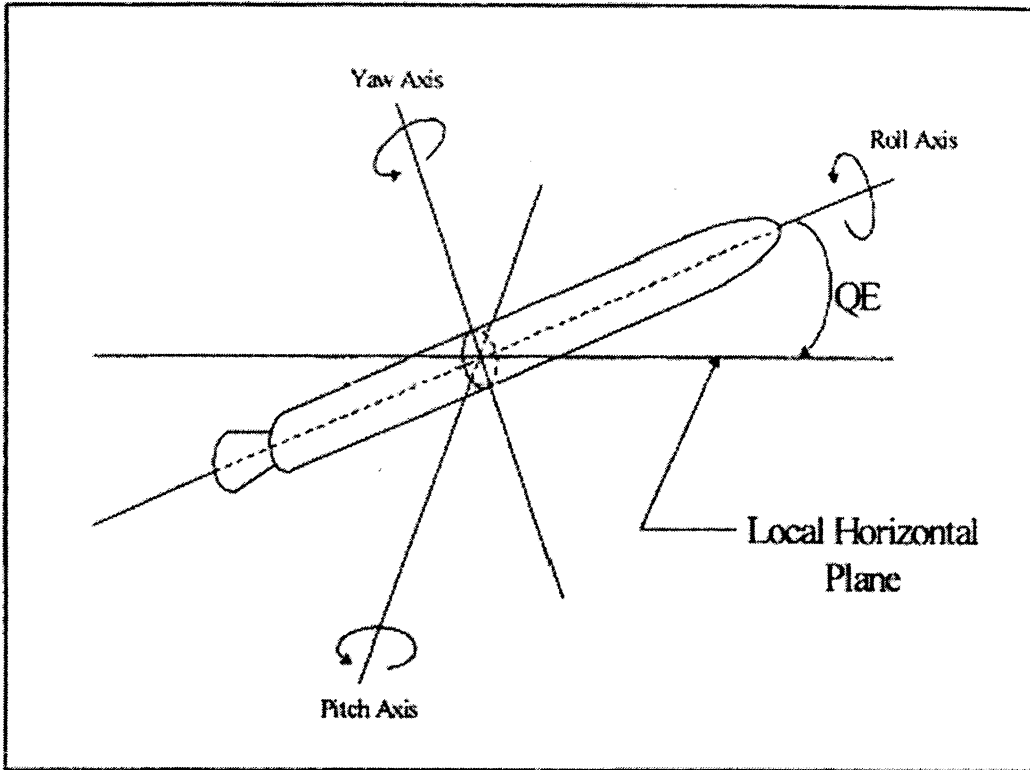 Yaw Axis
Roll Axis
QE
Local Horizontal
Plane
Pitch Axis